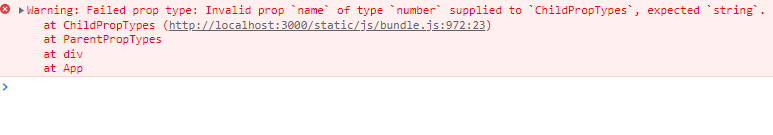 Warning: Failed prop type: Invalid prop `name` of type `number` supplied to `ChildPropTypes`, expected `string`.
at ChildPropTypes (http://localhost:3000/static/js/bundle.js:972:23)
at ParentPropTypes
at div
at App